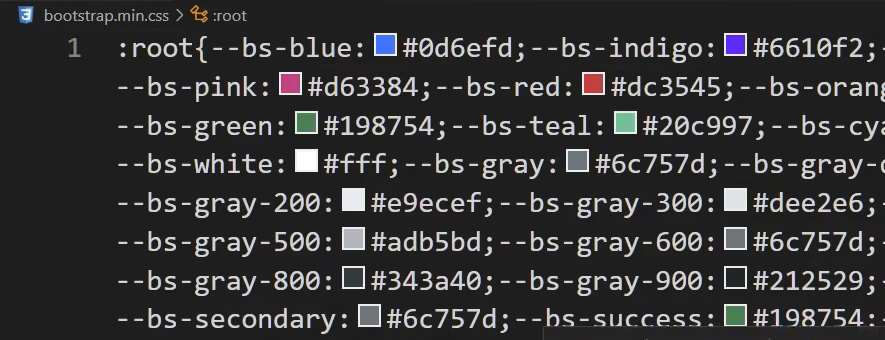 bootstrap.min.css > :root
1 :root{--bs-blue:#0d6efd;--bs-indigo:#6610f2;
--bs-pink:#d63384;--bs-red:#dc3545;--bs-orang
--bs-green:#198754;--bs-teal:#20c997;--bs-cya
--bs-white:#fff;--bs-gray:#6c757d;--bs-gray-d
--bs-gray-200:#e9ecef;--bs-gray-300:#dee2e6;
--bs-gray-500:#adb5bd;--bs-gray-600:#6c757d;
--bs-gray-800:#343a40;--bs-gray-900:#212529;
--bs-secondary:#6c757d;--bs-success:#198754;